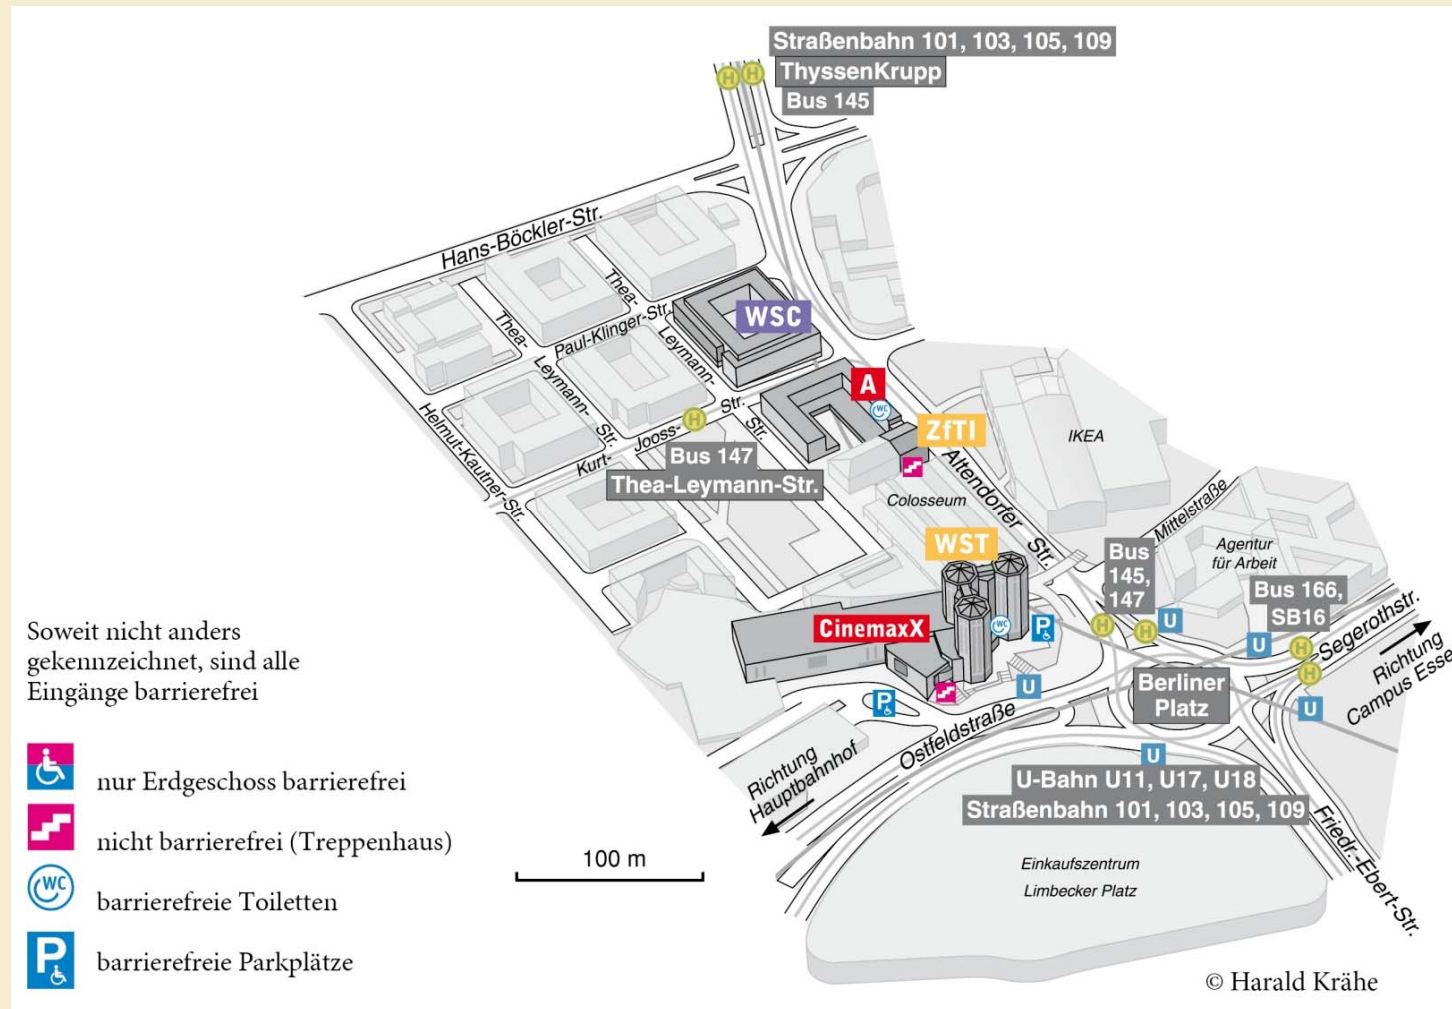 Straßenbahn 101, 103, 105, 109
ThyssenKrupp
Bus 145
H
H
Hans-Böckler-Str.
Thea-
Leymann-
Str.
Thea-
Leymann-
Str.
Paul-Klinger-Str.
WSC
A
WC
ZfTI
IKEA
Helmut-Kautner-Str.
Kurt-
Jooss-
Str.
H
Bus 147
Thea-Leymann-Str.
Colosseum
Altendorfer Str.
Mittelstraße
Agentur
für Arbeit
WST
Bus
145,
147
Bus 166,
SB16
CinemaxX
WC
P
H
H
U
U
H
H
Segerothstr.
Richtung
Campus Esse
U
Berliner
Platz
U
P
Ostfeldstraße
Richtung
Hauptbahnhof
U
U-Bahn U11, U17, U18
Straßenbahn 101, 103, 105, 109
Friedr.-Ebert-Str.
Einkaufszentrum
Limbecker Platz
100 m
Soweit nicht anders
gekennzeichnet, sind alle
Eingänge barrierefrei
nur Erdgeschoss barrierefrei
nicht barrierefrei (Treppenhaus)
WC
barrierefreie Toiletten
P
barrierefreie Parkplätze
© Harald Krähe